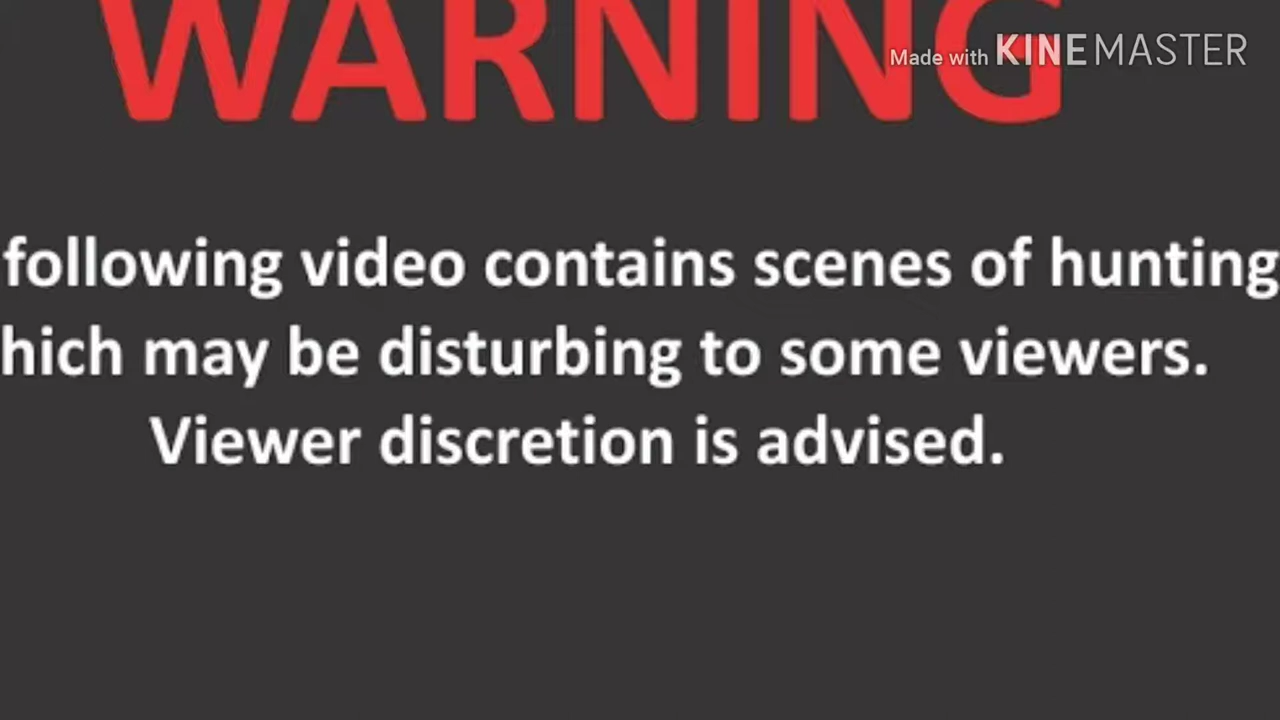 WARNING
Made with KINEMASTER
following video contains scenes of hunting
hich may be disturbing to some viewers.
Viewer discretion is advised.